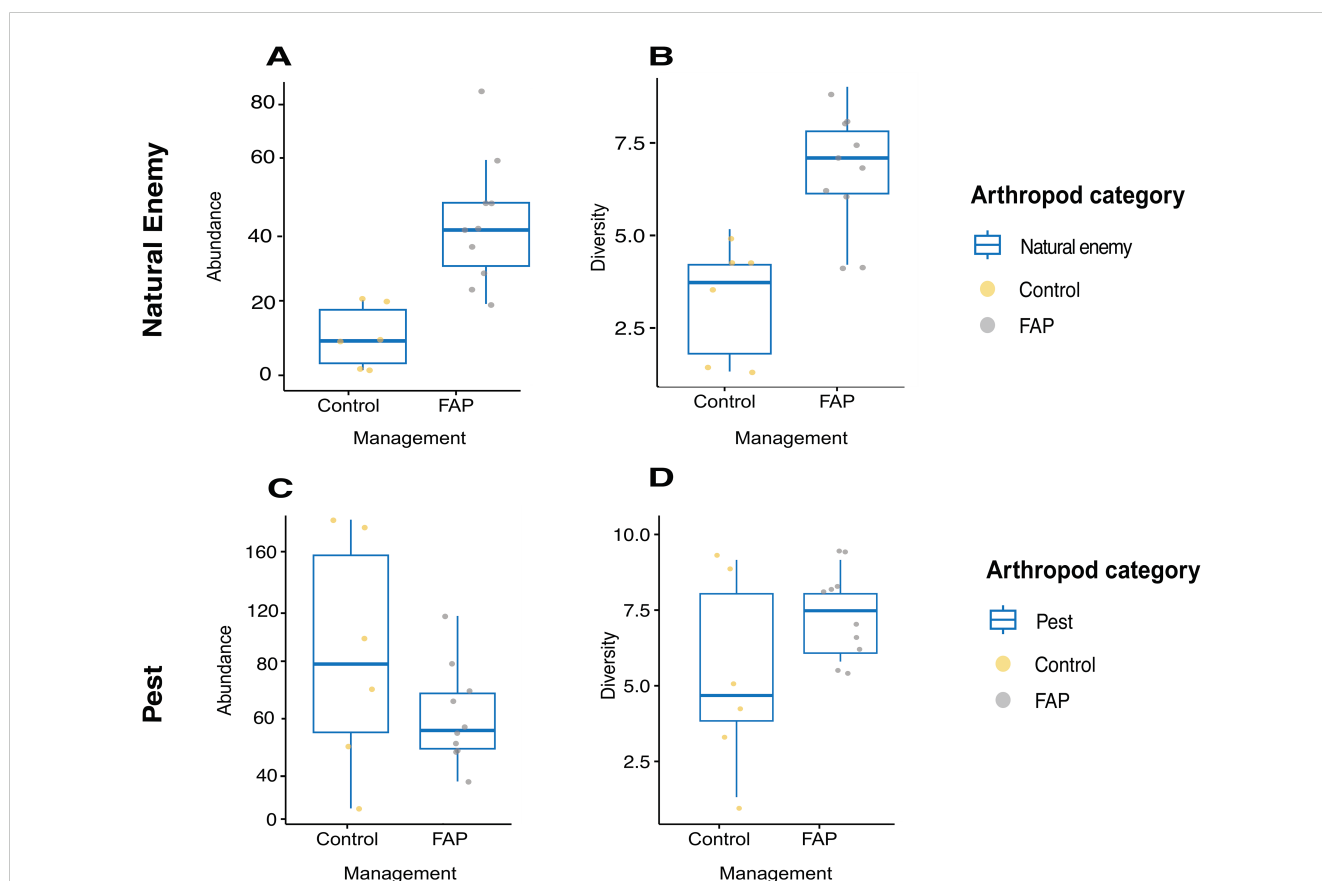 A
B
Natural Enemy
Abundance
80
60
40
20
0
Control
FAP
Management
Diversity
7.5
5.0
2.5
Control
FAP
Management
Arthropod category
Natural enemy
Control
FAP
C
D
Pest
Abundance
160
120
80
60
40
0
Control
FAP
Management
Diversity
10.0
7.5
5.0
2.5
Control
FAP
Management
Arthropod category
Pest
Control
FAP